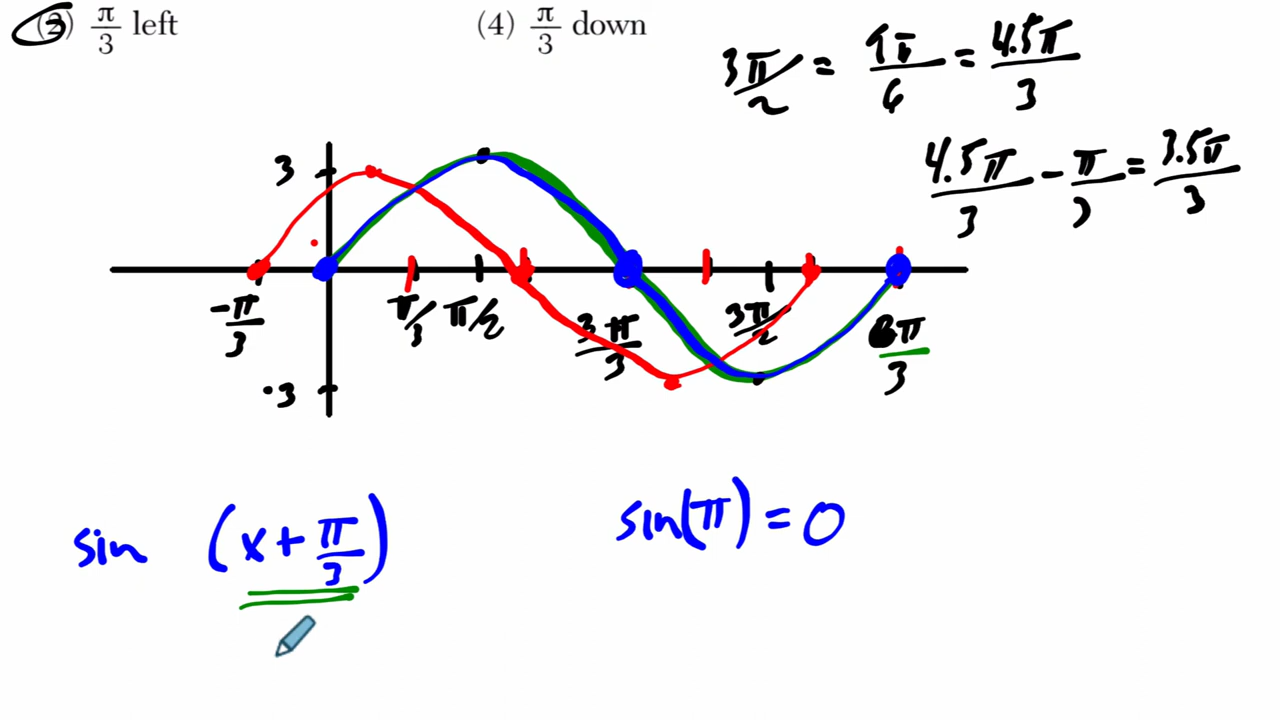 (2) π/3 left
(4) π/3 down
3π/2 = 9π/6 = 4.5π/3
4.5π/3 - π/3 = 3.5π/3
3
-π/3
π/3
π/2
3π/3
3π/2
6π/3
-3
sin (x + π/3)
sin(π) = 0